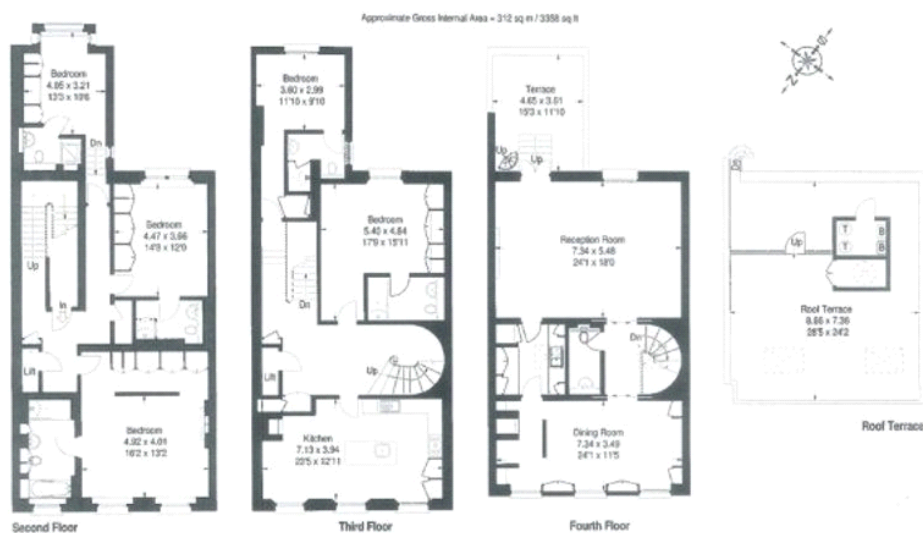 Approximate Gross Internal Area = 312 sq m / 3358 sq ft
Bedroom
4.05 x 3.21
13'3 x 10'6
Dn
Bedroom
4.47 x 3.66
14'8 x 12'0
Up
In
Lift
Bedroom
4.92 x 4.01
16'2 x 13'2
Second Floor
Bedroom
3.60 x 2.99
11'10 x 9'10
Bedroom
5.40 x 4.84
17'9 x 15'11
Dn
Up
Lift
Kitchen
7.13 x 3.94
Third Floor
Terrace
4.65 x 3.61
15'3 x 11'10
Up
Up
Reception Room
7.34 x 5.48
24'1 x 18'0
Dn
Dining Room
7.34 x 3.49
24'1 x 11'5
Fourth Floor
N
Up
T
B
T
B
Roof Terrace
8.66 x 7.36
28'5 x 24'2
Roof Terrace